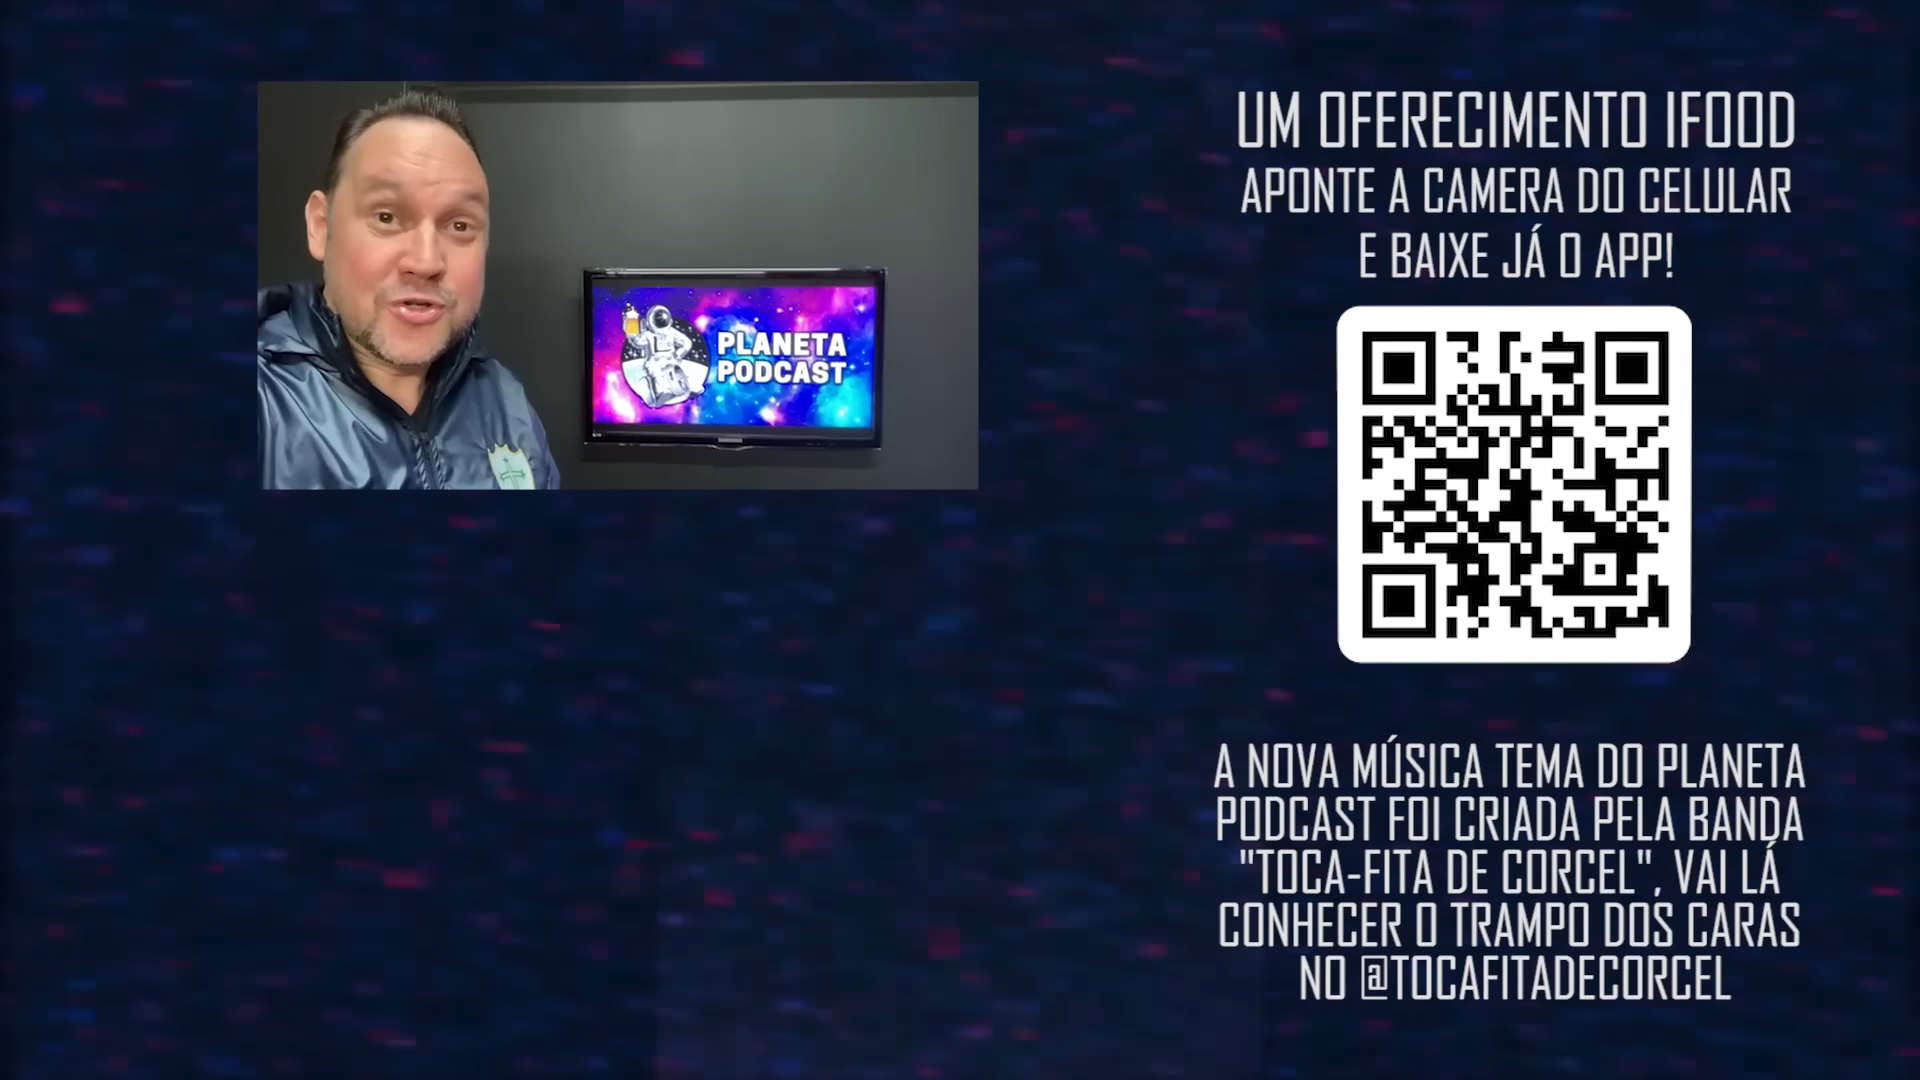 PLANETA
PODCAST
UM OFERECIMENTO IFOOD
APONTE A CAMERA DO CELULAR
E BAIXE JÁ O APP!
A NOVA MÚSICA TEMA DO PLANETA
PODCAST FOI CRIADA PELA BANDA
"TOCA-FITA DE CORCEL", VAI LÁ
CONHECER O TRAMPO DOS CARAS
NO @TOCAFITADECORCEL